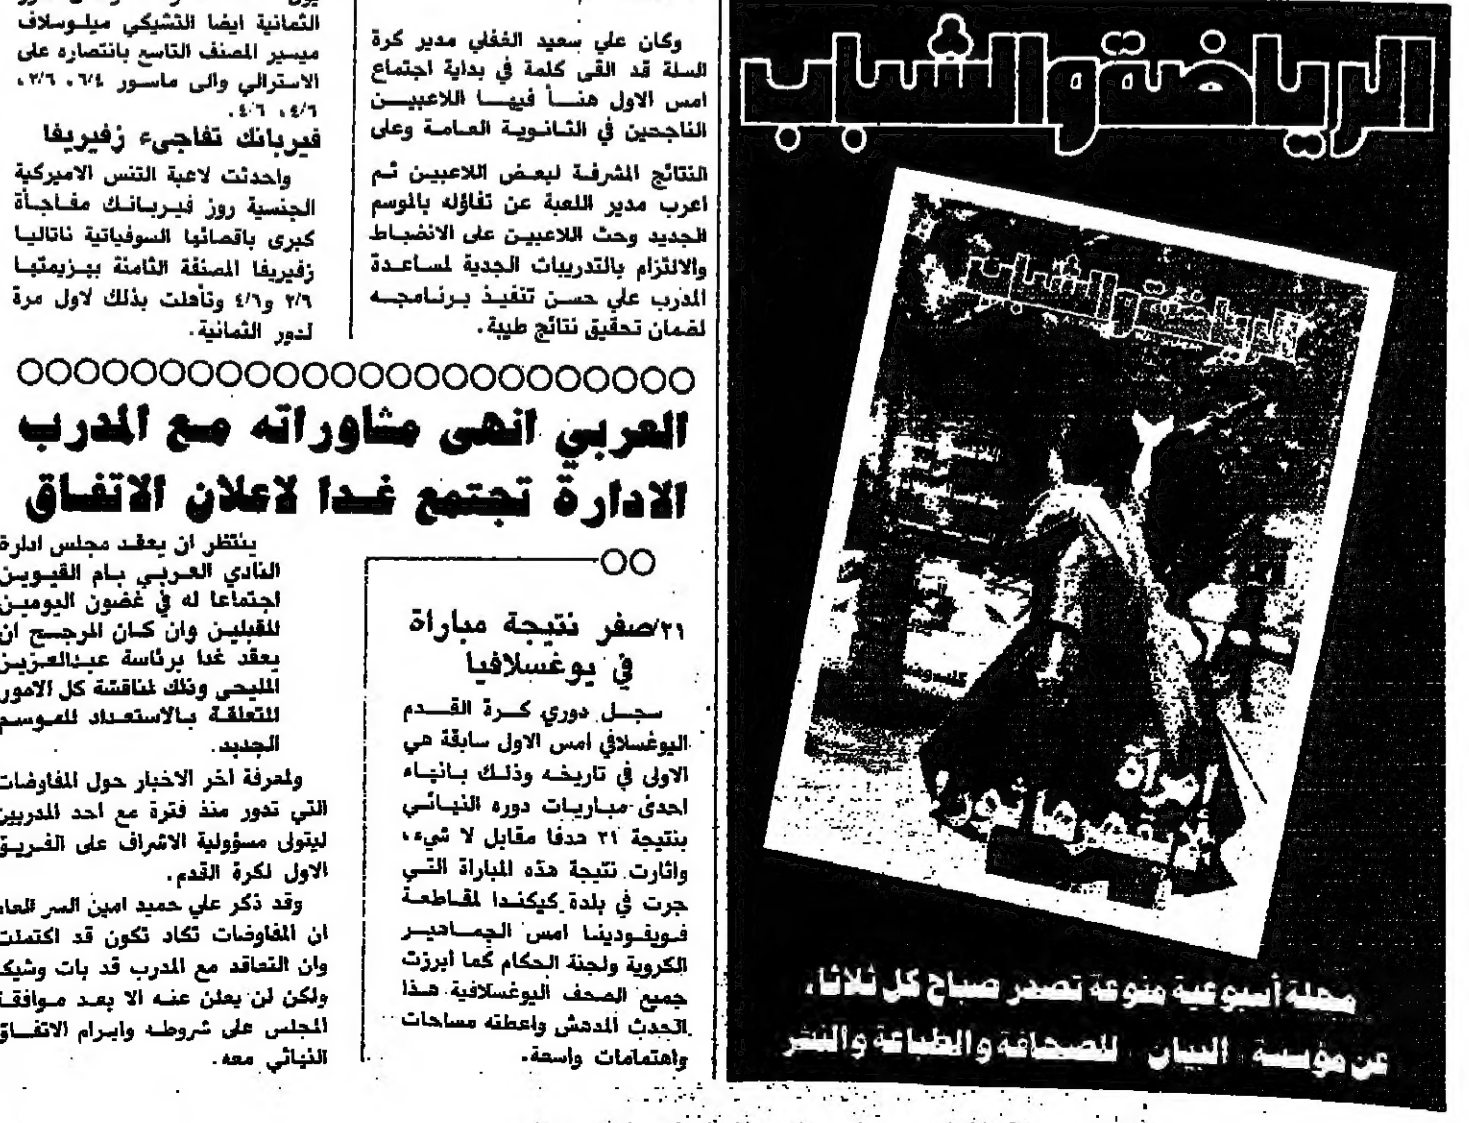 الرياضة والشباب
الرياضة والشباب
امرأة
مجلة أسبوعية منوعة تصدر صباح كل ثلاثاء
عن مؤسسة البيان للصحافة والطباعة والنشر
وكان علي سعيد الغفلي مدير كرة
السلة قد القى كلمة في بداية اجتماع
امس الاول هنأ فيها اللاعبين
الناجحين في الثانوية العامة وعلى
النتائج المشرفة لبعض اللاعبين ثم
اعرب مدير اللعبة عن تفاؤله بالموسم
الجديد وحث اللاعبين على الانضباط
والالتزام بالتدريبات الجدية لمساعدة
المدرب علي حسن تنفيذ برنامجه
لضمان تحقيق نتائج طيبة.
الثمانية ايضا التشيكي ميلوسلاف
ميسير المصنف التاسع بانتصاره على
الاسترالي والى ماسور ٦/٤، ٢/٦،
٤/٦، ٤/٦.
فيربانك تفاجىء زفيريفا
واحدثت لاعبة التنس الاميركية
الجنسية روز فيربانك مفاجأة
كبرى باقصائها السوفياتية ناتاليا
زفيريفا المصنفة الثامنة بهزيمتها
٢/٦ و٤/٦ وتأهلت بذلك لاول مرة
لدور الثمانية.
العربي انهى مشاوراته مع المدرب
الادارة تجتمع غدا لاعلان الاتفاق
٢١/صفر نتيجة مباراة
في يوغسلافيا
سجل دوري كرة القدم
اليوغسلافي امس الاول سابقة هي
الاولى في تاريخه وذلك بانهاء
احدى مباريات دوره النهائي
بنتيجة ٢١ هدفا مقابل لا شيء،
واثارت نتيجة هذه المباراة التي
جرت في بلدة كيكندا لمقاطعة
فويفودينا امس الجماهير
الكروية ولجنة الحكام كما ابرزت
جميع الصحف اليوغسلافية هذا
الحدث المدهش واعطته مساحات
واهتمامات واسعة.
ينتظر ان يعقد مجلس ادارة
النادي العربي بام القيوين
اجتماعا له في غضون اليومين
المقبلين وان كان المرجح ان
يعقد غدا برئاسة عبدالعزيز
المليحي وذلك لمناقشة كل الامور
المتعلقة بالاستعداد للموسم
الجديد.
ولمعرفة اخر الاخبار حول المفاوضات
التي تدور منذ فترة مع احد المدربين
ليتولى مسؤولية الاشراف على الفريق
الاول لكرة القدم.
وقد ذكر علي حميد امين السر العام
ان المفاوضات تكاد تكون قد اكتملت
وان التعاقد مع المدرب قد بات وشيكا
ولكن لن يعلن عنه الا بعد موافقة
المجلس على شروطه وابرام الاتفاق
النهائي معه.